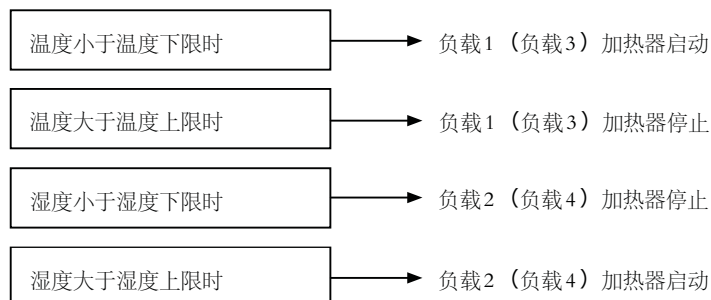 温度小于温度下限时 负载1（负载3）加热器启动
温度大于温度上限时 负载1（负载3）加热器停止
湿度小于湿度下限时 负载2（负载4）加热器停止
湿度大于湿度上限时 负载2（负载4）加热器启动